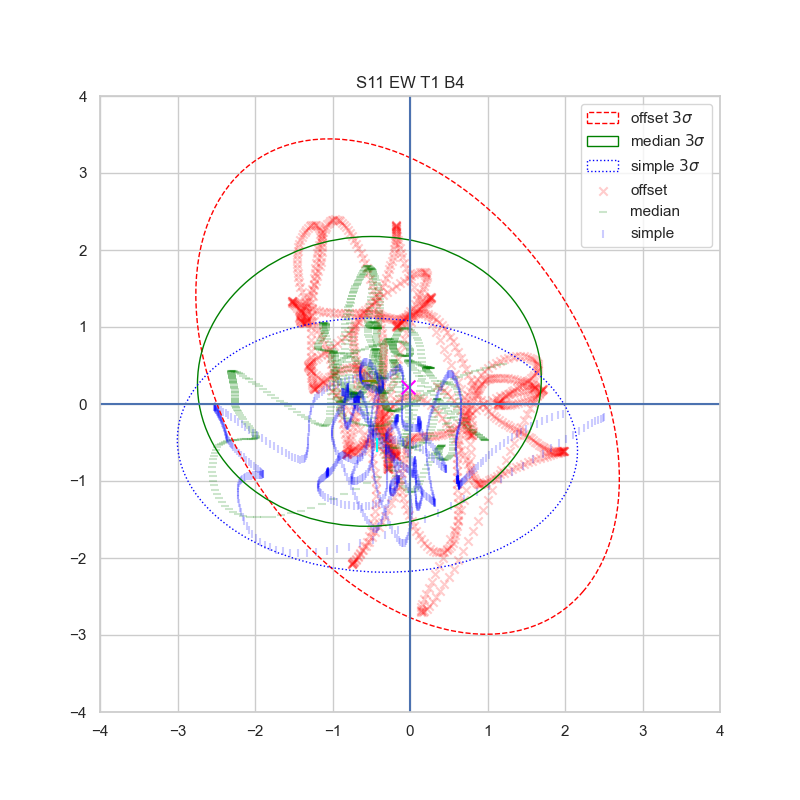 S11 EW T1 B4
4
3
2
1
0
−1
−2
−3
−4
−4
−3
−2
−1
0
1
2
3
4
offset 3σ
median 3σ
simple 3σ
offset
median
simple